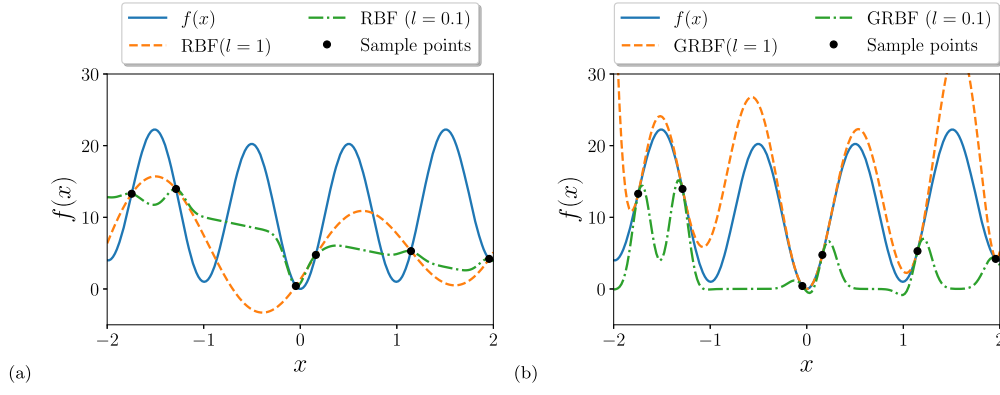 f(x)
RBF(l = 1)
RBF (l = 0.1)
Sample points
30
20
10
0
f(x)
−2
−1
0
1
2
x
(a)
f(x)
GRBF(l = 1)
GRBF (l = 0.1)
Sample points
30
20
10
0
f(x)
−2
−1
0
1
2
x
(b)